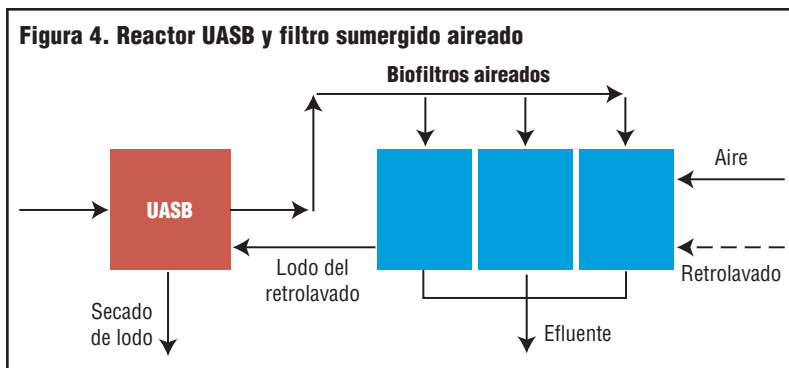 Figura 4. Reactor UASB y filtro sumergido aireado
Biofiltros aireados
Aire
UASB
Lodo del
retrolavado
Retrolavado
Secado
de lodo
Efluente